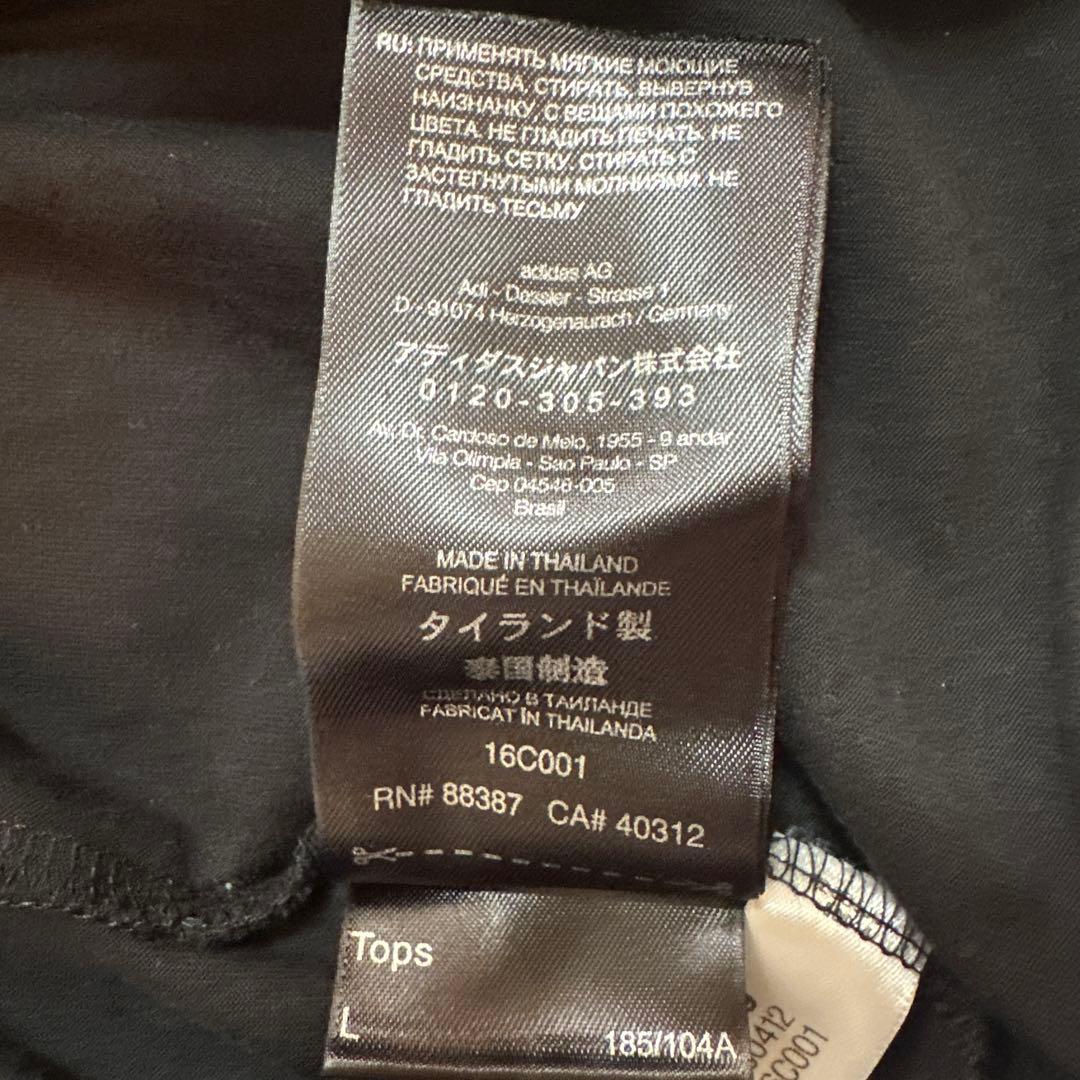 RU: ПРИМЕНЯТЬ МЯГКИЕ МОЮЩИЕ
СРЕДСТВА, СТИРАТЬ, ВЫВЕРНУВ
НАИЗНАНКУ, С ВЕЩАМИ ПОХОЖЕГО
ЦВЕТА. НЕ ГЛАДИТЬ ПЕЧАТЬ. НЕ
ГЛАДИТЬ СЕТКУ. СТИРАТЬ С
ЗАСТЕГНУТЫМИ МОЛНИЯМИ. НЕ
ГЛАДИТЬ ТЕСЬМУ
adidas AG
Adi - Dassler - Strasse 1
D - 91074 Herzogenaurach / Germany
アディダスジャパン株式会社
0120-305-393
Av. Dr. Cardoso de Melo, 1955 - 9 andar
Vila Olimpia - Sao Paulo - SP
Cep 04548-005
Brasil
MADE IN THAILAND
FABRIQUÉ EN THAÏLANDE
タイランド製
泰国制造
СДЕЛАНО В ТАИЛАНДЕ
FABRICAT ÎN THAILANDA
16C001
RN# 88387 CA# 40312
Tops
L
185/104A
0412
6C001